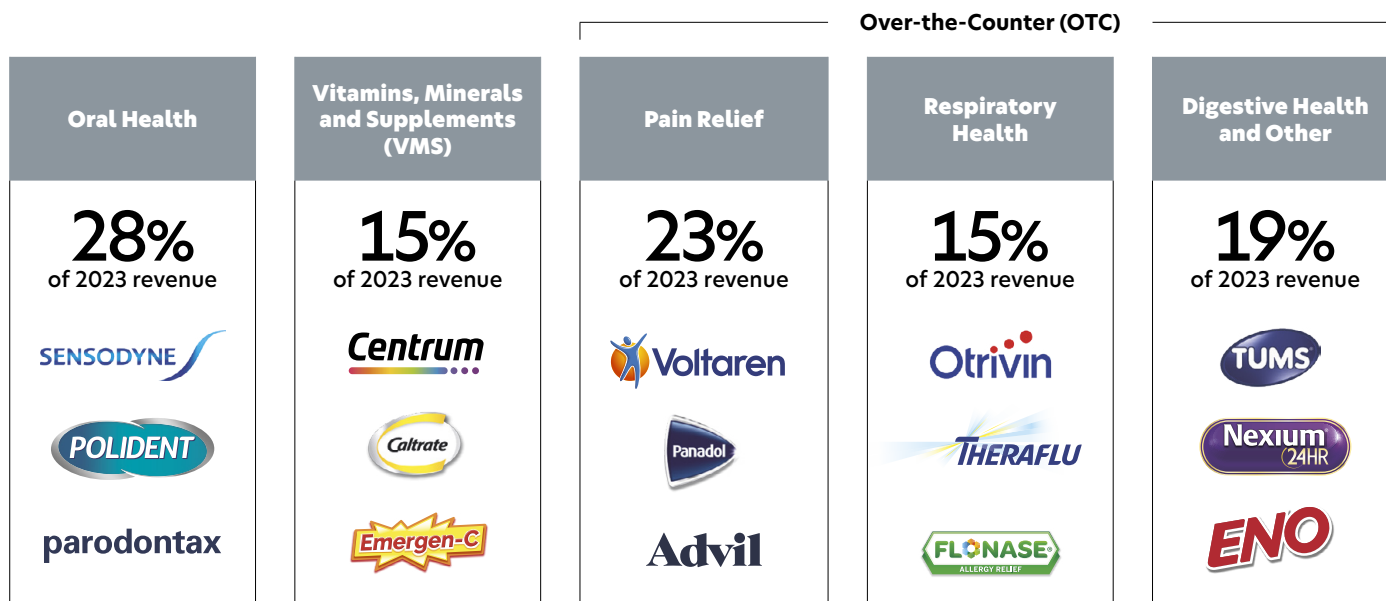 Over-the-Counter (OTC)
Oral Health
28%
of 2023 revenue
SENSODYNE
POLIDENT
parodontax
Vitamins, Minerals
and Supplements
(VMS)
15%
of 2023 revenue
Centrum
Caltrate
Emergen-C
Pain Relief
23%
of 2023 revenue
Voltaren
Panadol
Advil
Respiratory
Health
15%
of 2023 revenue
Otrivin
THERAFLU
FLONASE®
ALLERGY RELIEF
Digestive Health
and Other
19%
of 2023 revenue
TUMS
Nexium
24HR
ENO